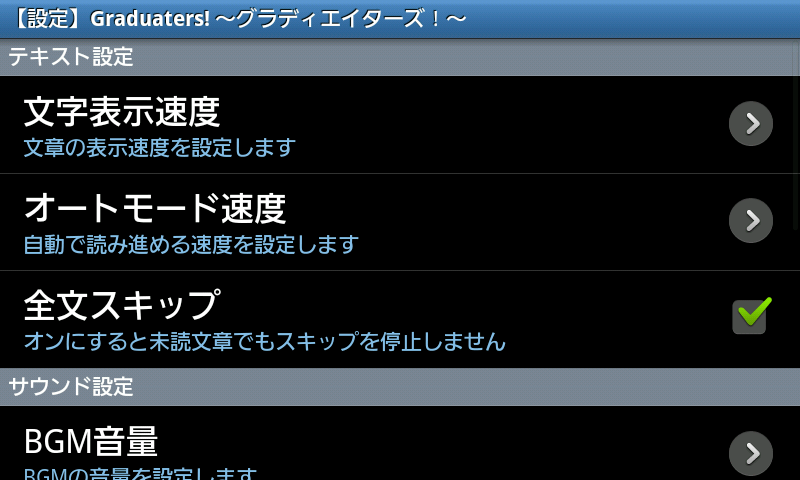 【設定】Graduaters! ～グラディエイターズ！～
テキスト設定
文字表示速度
文章の表示速度を設定します
オートモード速度
自動で読み進める速度を設定します
全文スキップ
オンにすると未読文章でもスキップを停止しません
サウンド設定
BGM音量
BGMの音量を設定します